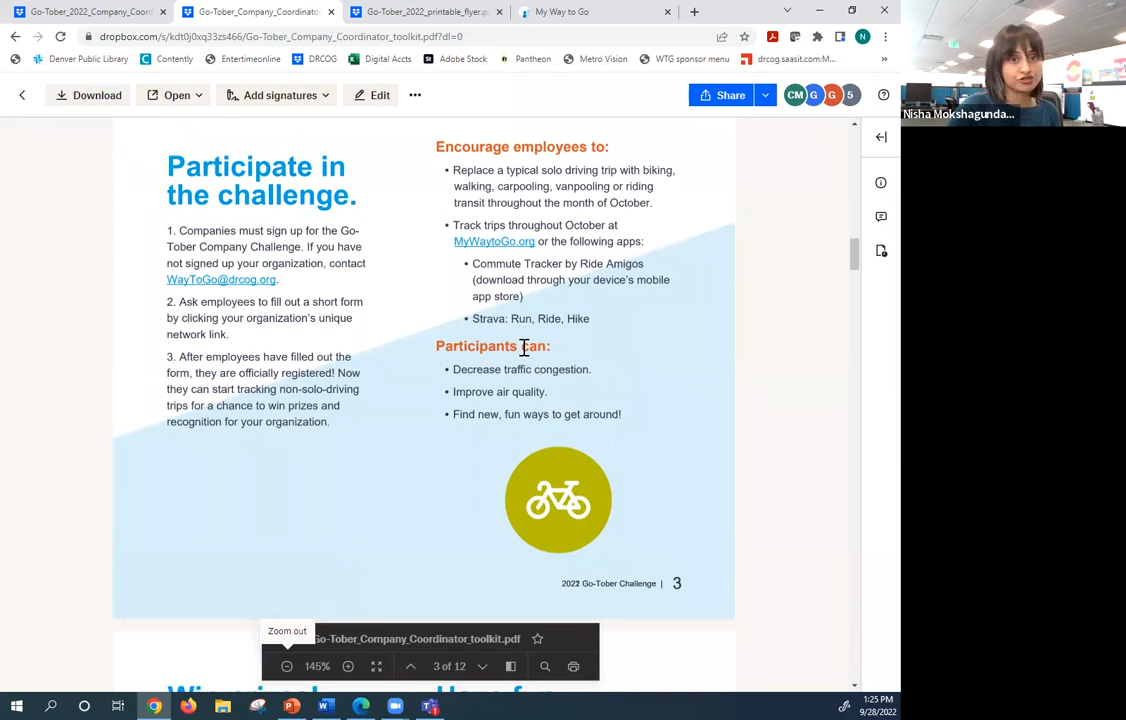 Go-Tober_2022_Company_Coord
Go-Tober_Company_Coordinato
Go-Tober_2022_printable_flyer.p
My Way to Go
dropbox.com/s/kdt0j0xq33zs466/Go-Tober_Company_Coordinator_toolkit.pdf?dl=0
N
Denver Public Library
Contently
Entertimeonline
DRCOG
Digital Accts
Adobe Stock
Pantheon
Metro Vision
WTG sponsor menu
drcog.saasit.com:M...
»
Download
Open
Add signatures
Edit
Share
CM
G
G
5
Nisha Mokshagunda...
Participate in
the challenge.
1. Companies must sign up for the Go-
Tober Company Challenge. If you have
not signed up your organization, contact
WayToGo@drcog.org.
2. Ask employees to fill out a short form
by clicking your organization's unique
network link.
3. After employees have filled out the
form, they are officially registered! Now
they can start tracking non-solo-driving
trips for a chance to win prizes and
recognition for your organization.
Encourage employees to:
• Replace a typical solo driving trip with biking,
walking, carpooling, vanpooling or riding
transit throughout the month of October.
• Track trips throughout October at
MyWaytoGo.org or the following apps:
• Commute Tracker by Ride Amigos
(download through your device's mobile
app store)
• Strava: Run, Ride, Hike
Participants can:
• Decrease traffic congestion.
• Improve air quality.
• Find new, fun ways to get around!
2022 Go-Tober Challenge | 3
Zoom out
Go-Tober_Company_Coordinator_toolkit.pdf
145%
3 of 12
1:25 PM
9/28/2022